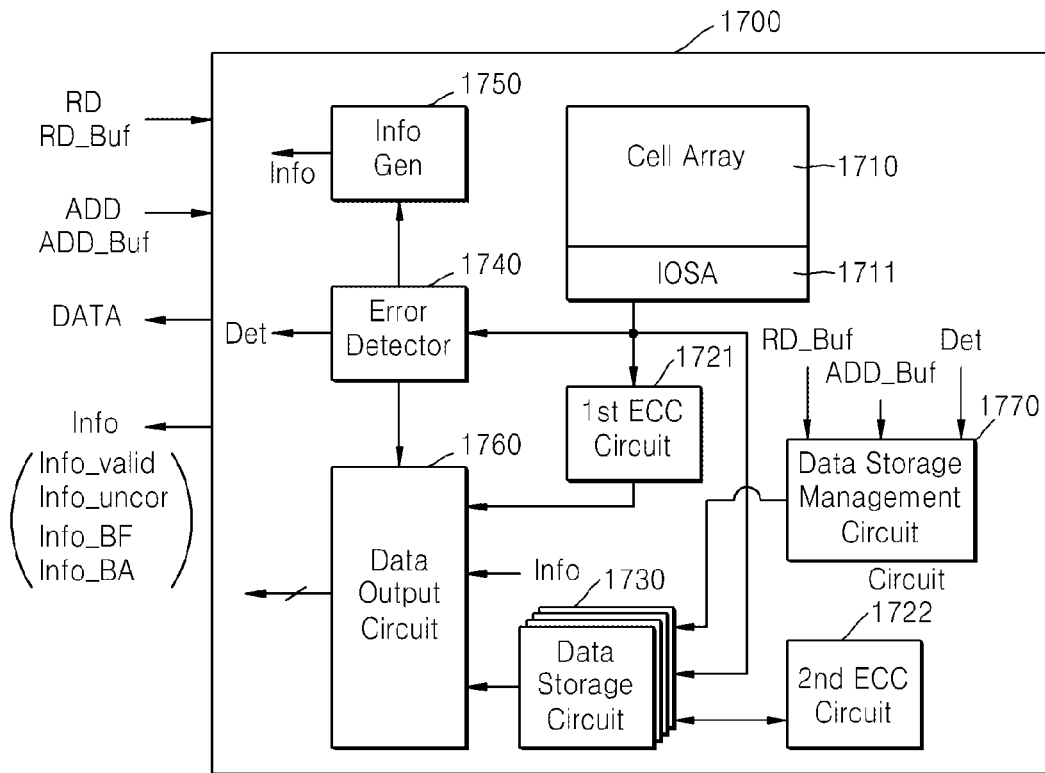 1700
RD
RD_Buf
ADD
ADD_Buf
DATA
Info
Info_valid
Info_uncor
Info_BF
Info_BA
1750
Info
Gen
Info
Cell Array
1710
IOSA
1711
1740
Error
Detector
Det
1721
1st ECC
Circuit
RD_Buf
ADD_Buf
Det
1770
Data Storage
Management
Circuit
Circuit
1760
Data
Output
Circuit
Info
1730
Data
Storage
Circuit
1722
2nd ECC
Circuit